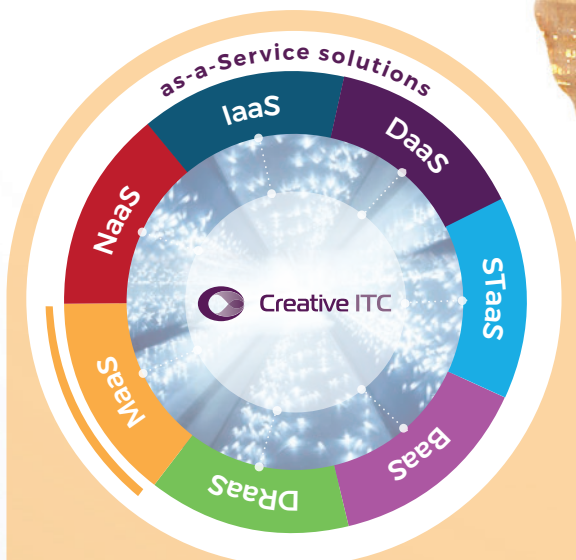 as-a-Service solutions
IaaS
DaaS
STaaS
BaaS
DRaaS
MaaS
NaaS
Creative ITC